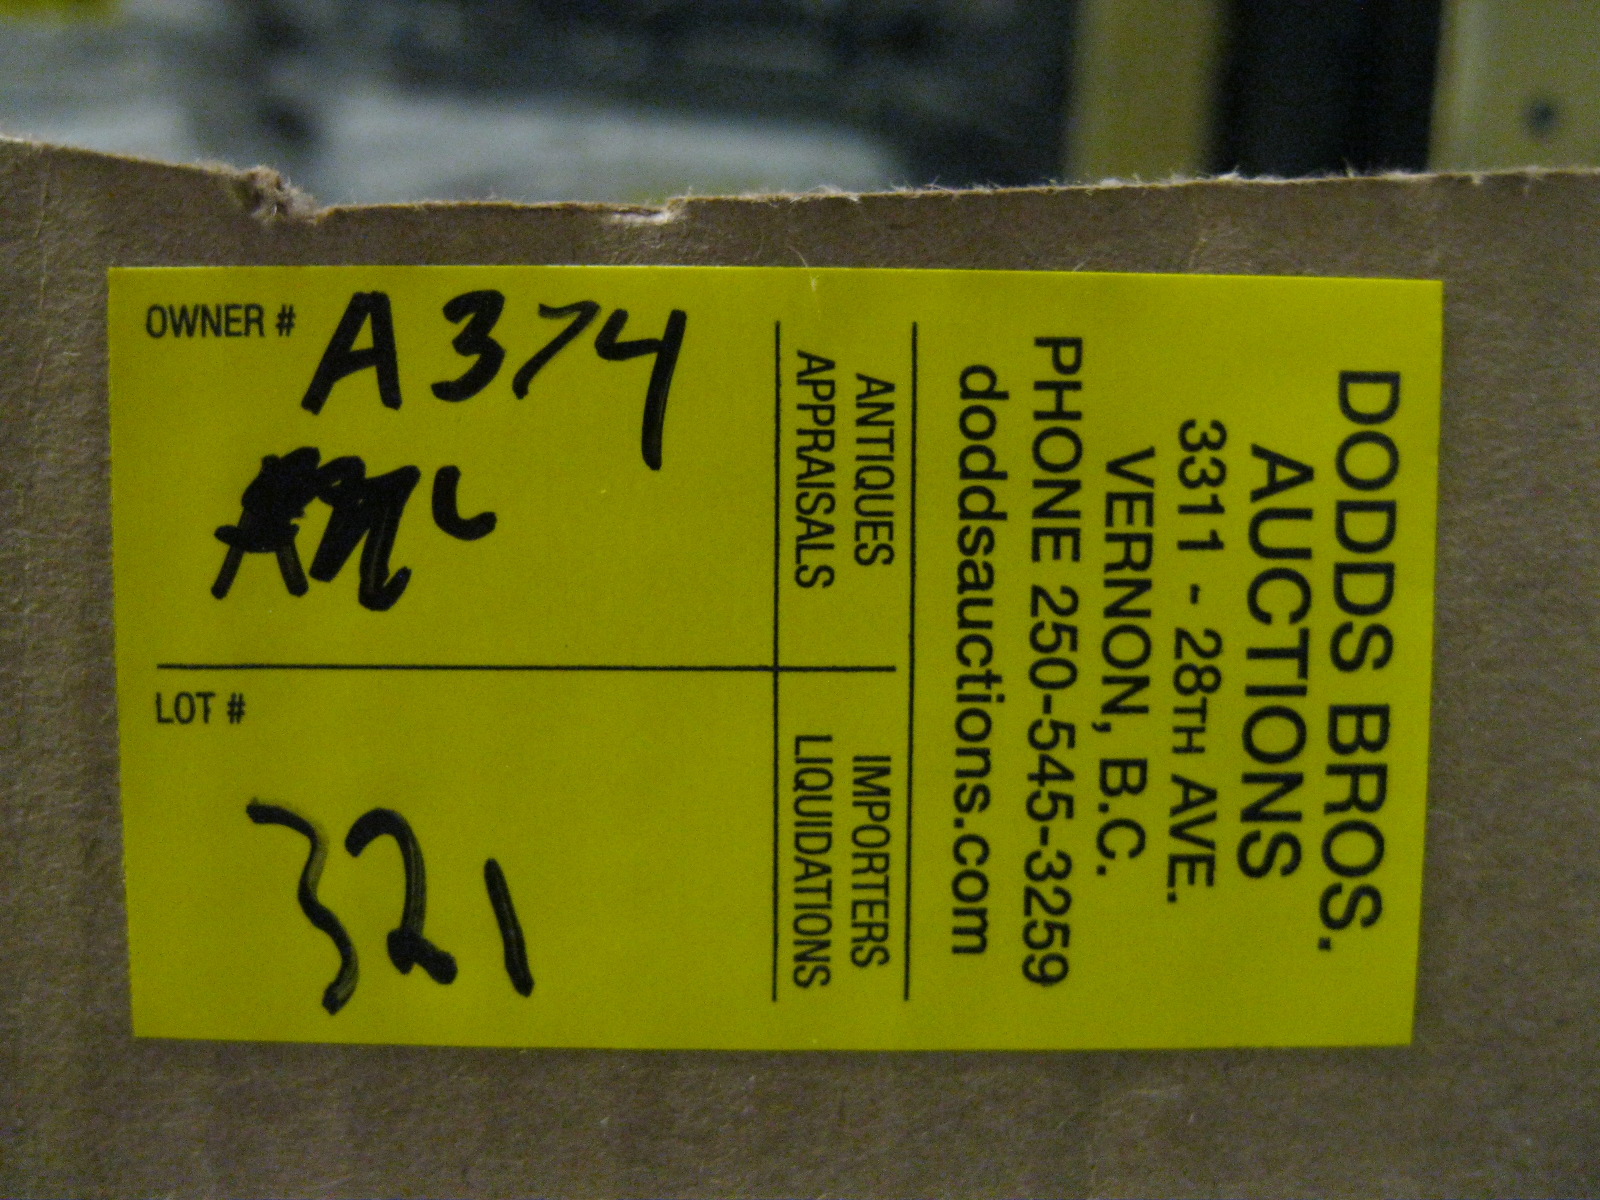 OWNER # A374
LOT #
321
ANTIQUES
APPRAISALS
IMPORTERS
LIQUIDATIONS
DODDS BROS.
AUCTIONS
3311 - 28TH AVE.
VERNON, B.C.
PHONE 250-545-3259
doddsauctions.com